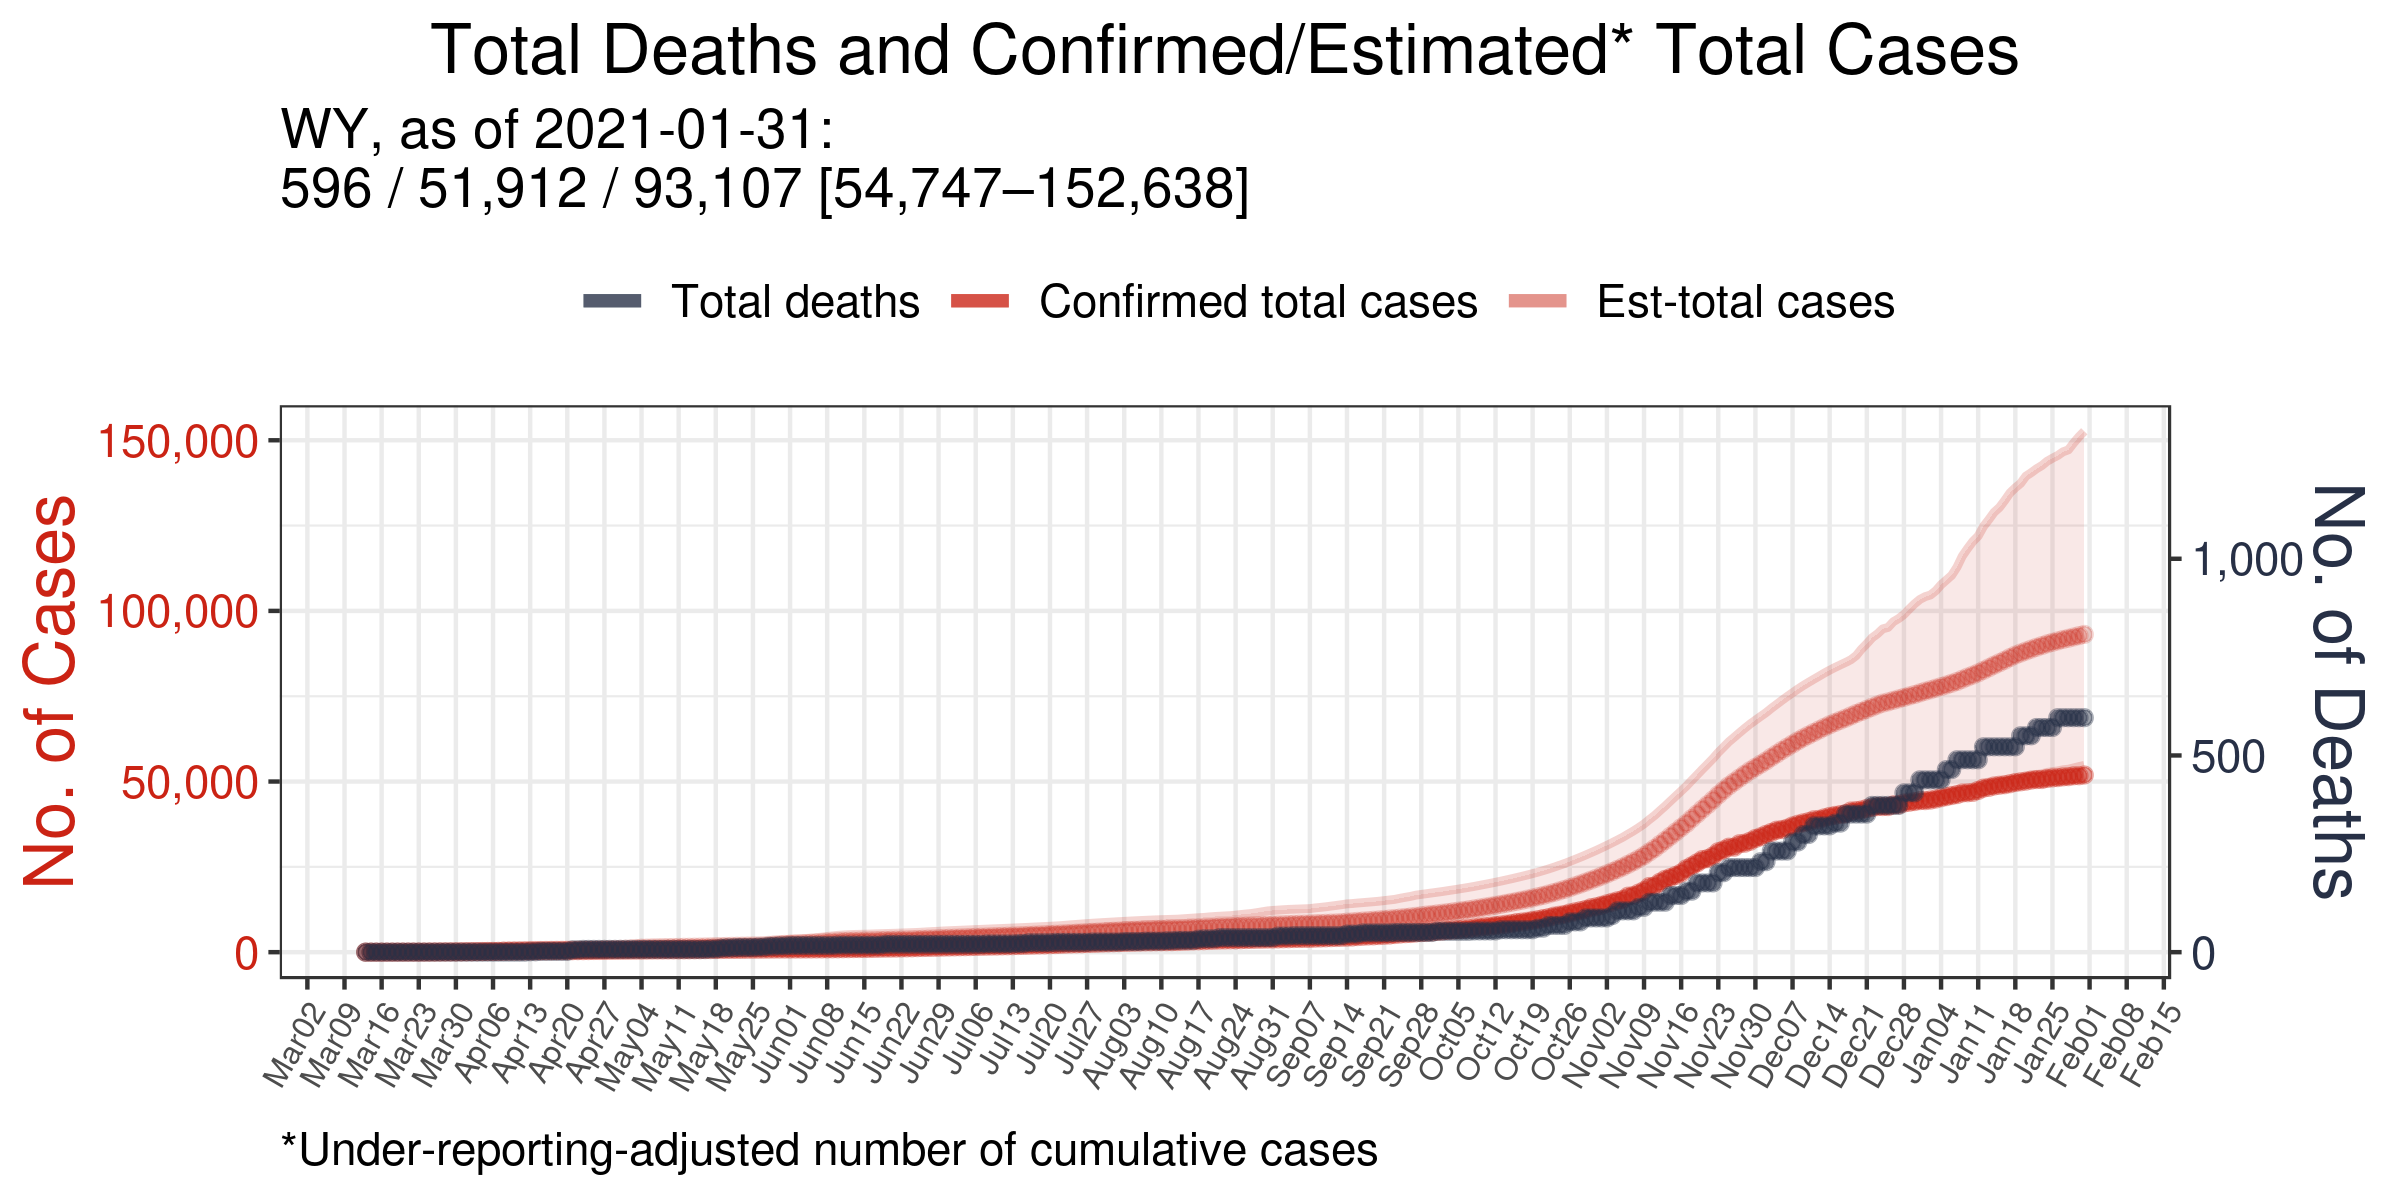 Total Deaths and Confirmed/Estimated* Total Cases
WY, as of 2021-01-31:
596 / 51,912 / 93,107 [54,747–152,638]
Total deaths
Confirmed total cases
Est-total cases
No. of Cases
150,000
100,000
50,000
0
1,000
500
0
No. of Deaths
Mar02
Mar09
Mar16
Mar23
Mar30
Apr06
Apr13
Apr20
Apr27
May04
May11
May18
May25
Jun01
Jun08
Jun15
Jun22
Jun29
Jul06
Jul13
Jul20
Jul27
Aug03
Aug10
Aug17
Aug24
Aug31
Sep07
Sep14
Sep21
Sep28
Oct05
Oct12
Oct19
Oct26
Nov02
Nov09
Nov16
Nov23
Nov30
Dec07
Dec14
Dec21
Dec28
Jan04
Jan11
Jan18
Jan25
Feb01
Feb08
Feb15
*Under-reporting-adjusted number of cumulative cases